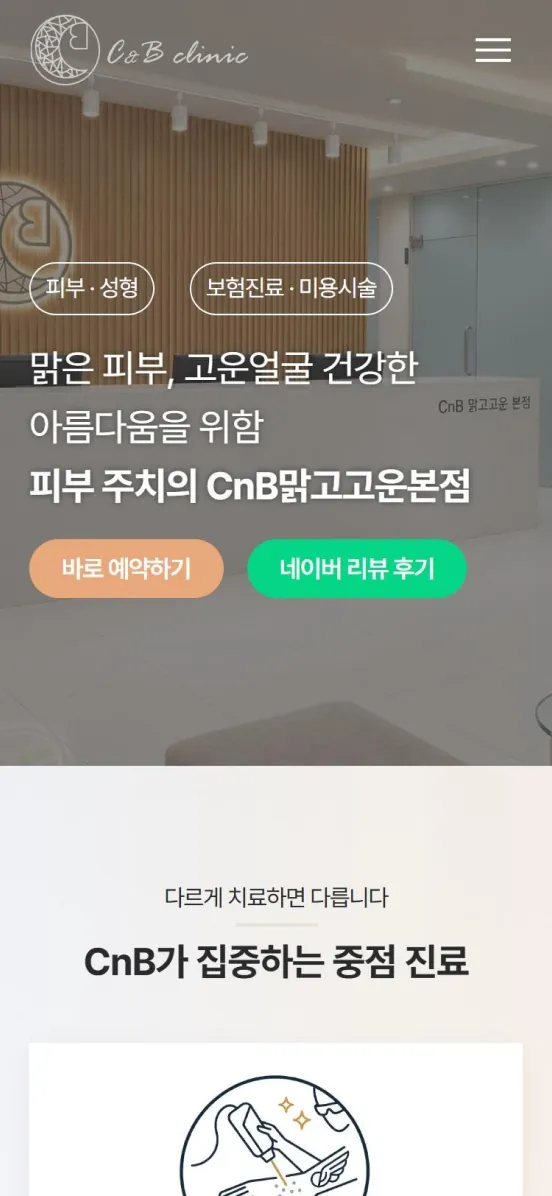 C&B clinic
피부 · 성형
보험진료 · 미용시술
맑은 피부, 고운얼굴 건강한
아름다움을 위함
CnB 맑고고운 본점
피부 주치의 CnB맑고고운본점
바로 예약하기
네이버 리뷰 후기
다르게 치료하면 다릅니다
CnB가 집중하는 중점 진료